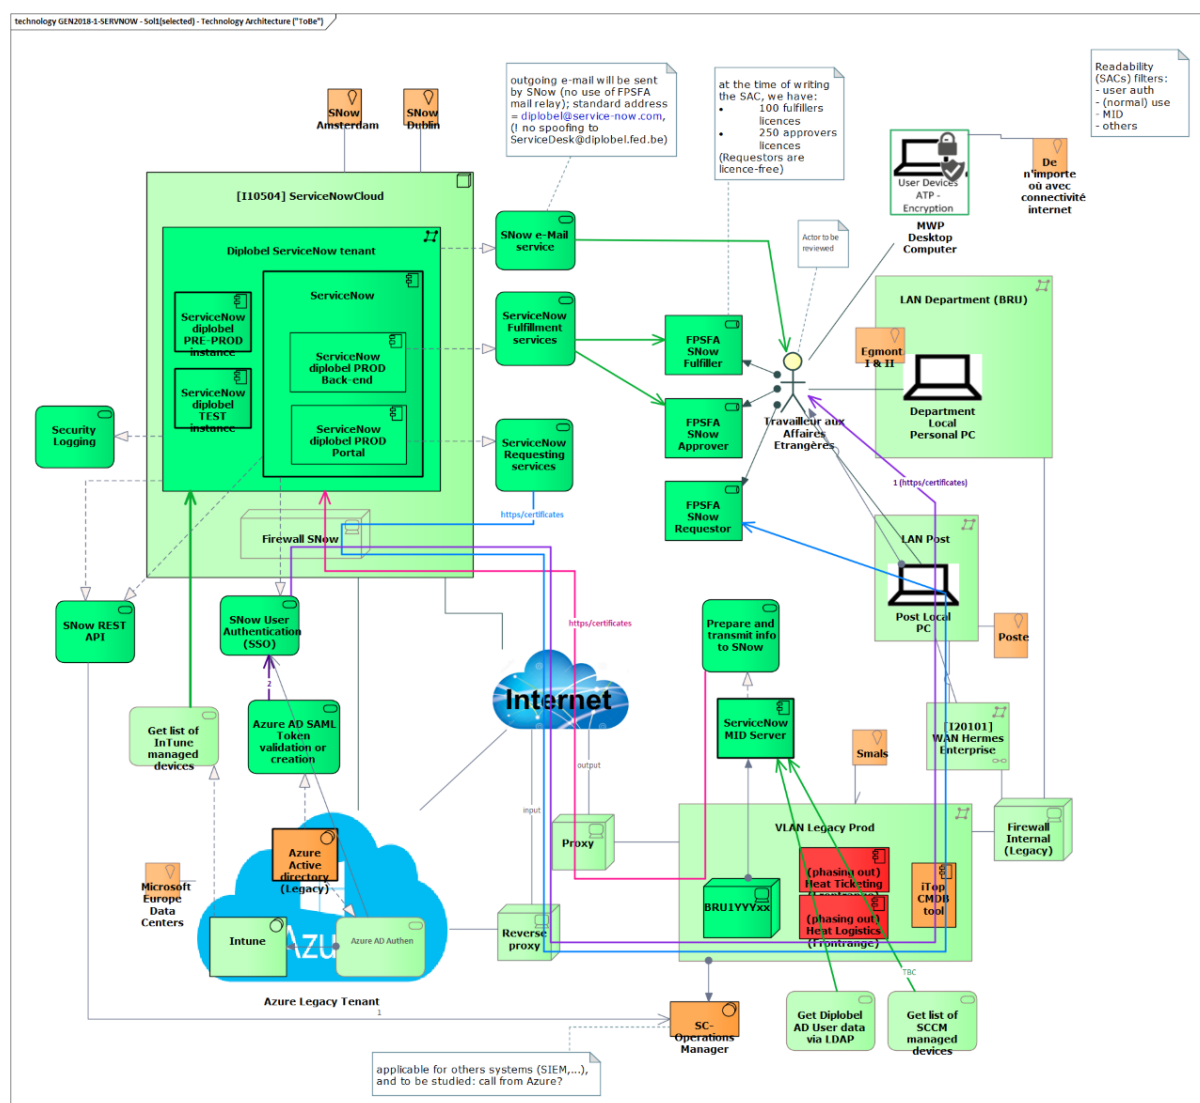 technology GEN2018-1-SERVNOW - Sol1(selected) - Technology Architecture ("ToBe")
outgoing e-mail will be sent
by SNow (no use of FPSFA
mail relay); standard address
= diplobel@service-now.com,
(! no spoofing to
ServiceDesk@diplobel.fed.be)
at the time of writing
the SAC, we have:
• 100 fulfillers
licences
• 250 approvers
licences
(Requestors are
licence-free)
Readability
(SACs) filters:
- user auth
- (normal) use
- MID
- others
SNow
Amsterdam
SNow
Dublin
User Devices
ATP -
Encryption
MWP
Desktop
Computer
De
n'importe
où avec
connectivité
internet
[I10504] ServiceNowCloud
Diplobel ServiceNow tenant
ServiceNow
ServiceNow
diplobel
PRE-PROD
instance
ServiceNow
diplobel
TEST
instance
ServiceNow
diplobel PROD
Back-end
ServiceNow
diplobel PROD
Portal
Firewall SNow
SNow e-Mail
service
ServiceNow
Fulfillment
services
ServiceNow
Requesting
services
https/certificates
Actor to be
reviewed
FPSFA
SNow
Fulfiller
FPSFA
SNow
Approver
FPSFA
SNow
Requestor
Travailleur aux
Affaires
Etrangères
LAN Department (BRU)
Egmont
I & II
Department
Local
Personal PC
1 (https/certificates)
LAN Post
Post Local
PC
Poste
Security
Logging
SNow REST
API
SNow User
Authentication
(SSO)
2
https/certificates
Prepare and
transmit info
to SNow
Internet
ServiceNow
MID Server
[I20101]
WAN Hermes
Enterprise
Smals
Get list of
InTune
managed
devices
Azure AD SAML
Token
validation or
creation
output
input
Proxy
Reverse
proxy
VLAN Legacy Prod
Firewall
Internal
(Legacy)
(phasing out)
Heat Ticketing
(Frontrange)
(phasing out)
Heat Logistics
(Frontrange)
iTop
CMDB
tool
BRU1YYYxx
Azure
Active
directory
(Legacy)
Microsoft
Europe
Data
Centers
Intune
Azu
Azure AD Authen
Azure Legacy Tenant
1
TBC
SC-
Operations
Manager
Get Diplobel
AD User data
via LDAP
Get list of
SCCM
managed
devices
applicable for others systems (SIEM,...),
and to be studied: call from Azure?